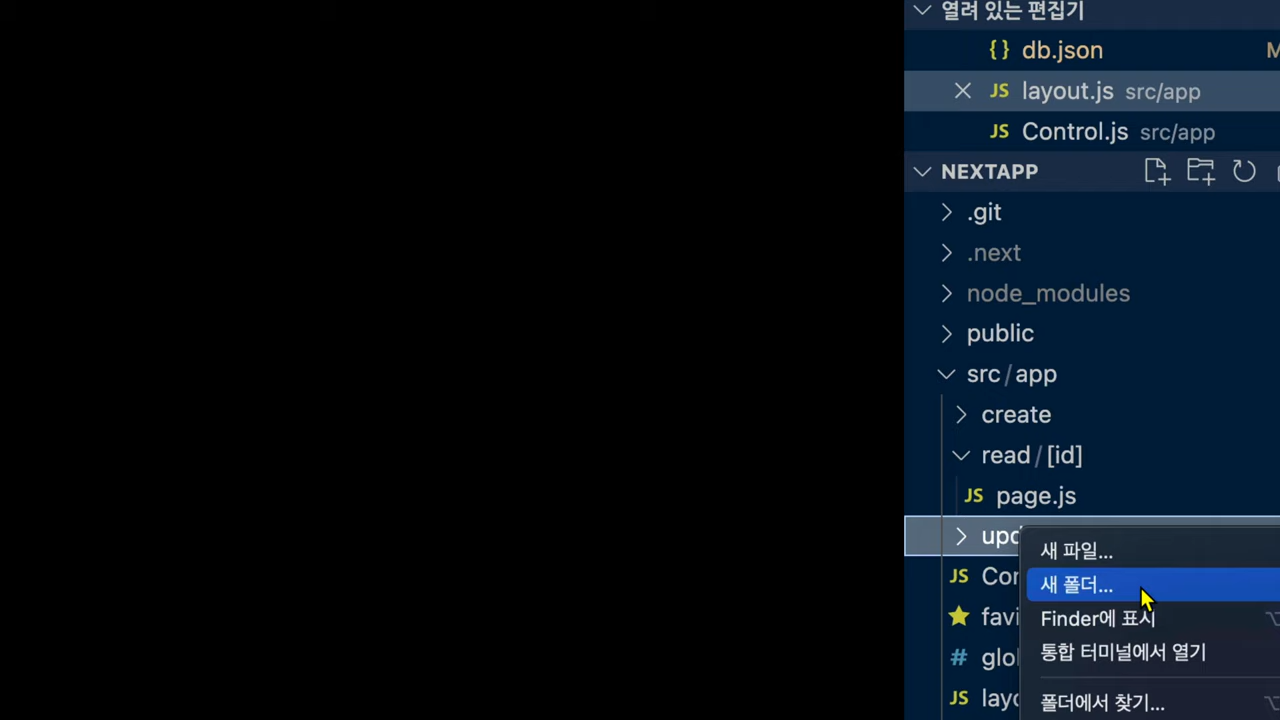 열려 있는 편집기
{} db.json
JS layout.js src/app
JS Control.js src/app
NEXTAPP
.git
.next
node_modules
public
src/app
create
read/[id]
JS page.js
새 파일...
JS
새 폴더...
Finder에 표시
# 통합 터미널에서 열기
JS
폴더에서 찾기...